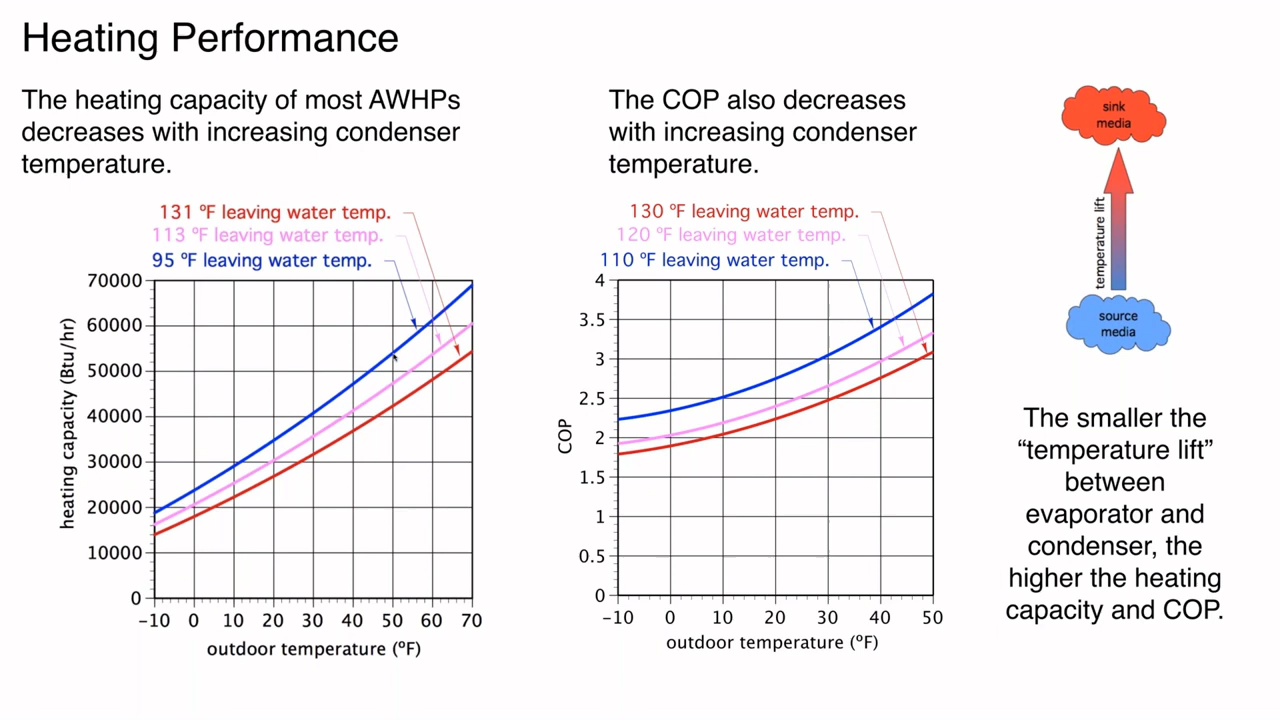 Heating Performance
The heating capacity of most AWHPs
decreases with increasing condenser
temperature.
131 ºF leaving water temp.
113 ºF leaving water temp.
95 ºF leaving water temp.
70000
60000
50000
40000
30000
20000
10000
0
heating capacity (Btu/hr)
-10 0 10 20 30 40 50 60 70
outdoor temperature (ºF)
The COP also decreases
with increasing condenser
temperature.
130 ºF leaving water temp.
120 ºF leaving water temp.
110 ºF leaving water temp.
4
3.5
3
2.5
2
1.5
1
0.5
0
COP
-10 0 10 20 30 40 50
outdoor temperature (ºF)
sink
media
temperature lift
source
media
The smaller the
“temperature lift”
between
evaporator and
condenser, the
higher the heating
capacity and COP.